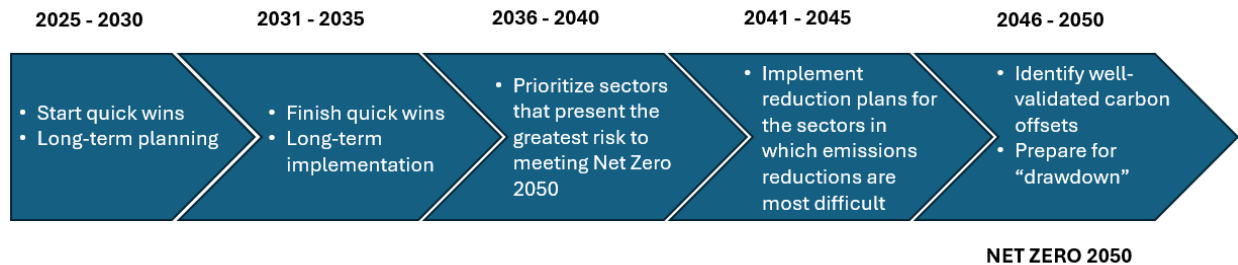 2025 - 2030
2031 - 2035
2036 - 2040
2041 - 2045
2046 - 2050
• Start quick wins
• Long-term planning
• Finish quick wins
• Long-term
implementation
• Prioritize sectors
that present the
greatest risk to
meeting Net Zero
2050
• Implement
reduction plans for
the sectors in
which emissions
reductions are
most difficult
• Identify well-
validated carbon
offsets
• Prepare for
“drawdown”
NET ZERO 2050